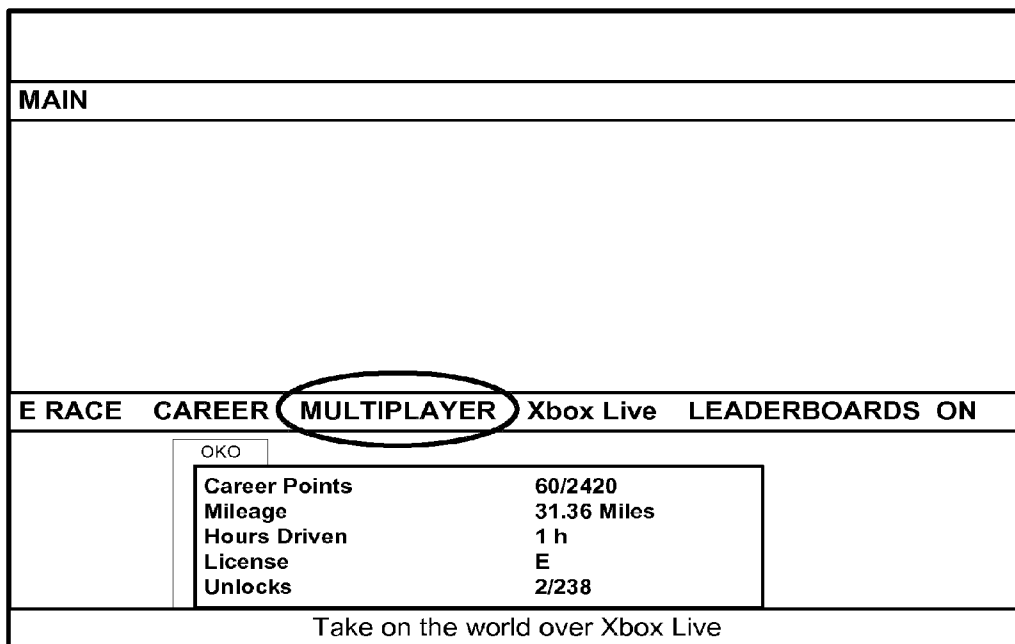 MAIN
E RACE CAREER MULTIPLAYER Xbox Live LEADERBOARDS ON
OKO
Career Points 60/2420
Mileage 31.36 Miles
Hours Driven 1 h
License E
Unlocks 2/238
Take on the world over Xbox Live